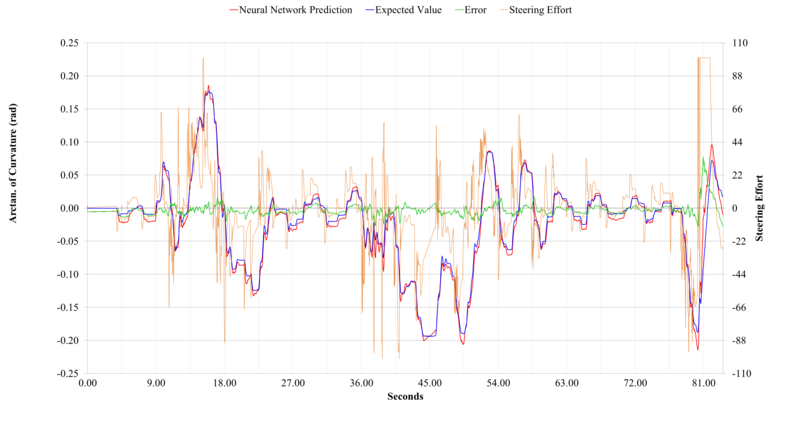 Neural Network Prediction Expected Value Error Steering Effort
0.25 110
0.20 88
0.15 66
0.10 44
0.05 22
0.00 0
-0.05 -22
-0.10 -44
-0.15 -66
-0.20 -88
-0.25 -110
Arctan. of Curvature (rad)
Steering Effort
0.00 9.00 18.00 27.00 36.00 45.00 54.00 63.00 72.00 81.00
Seconds